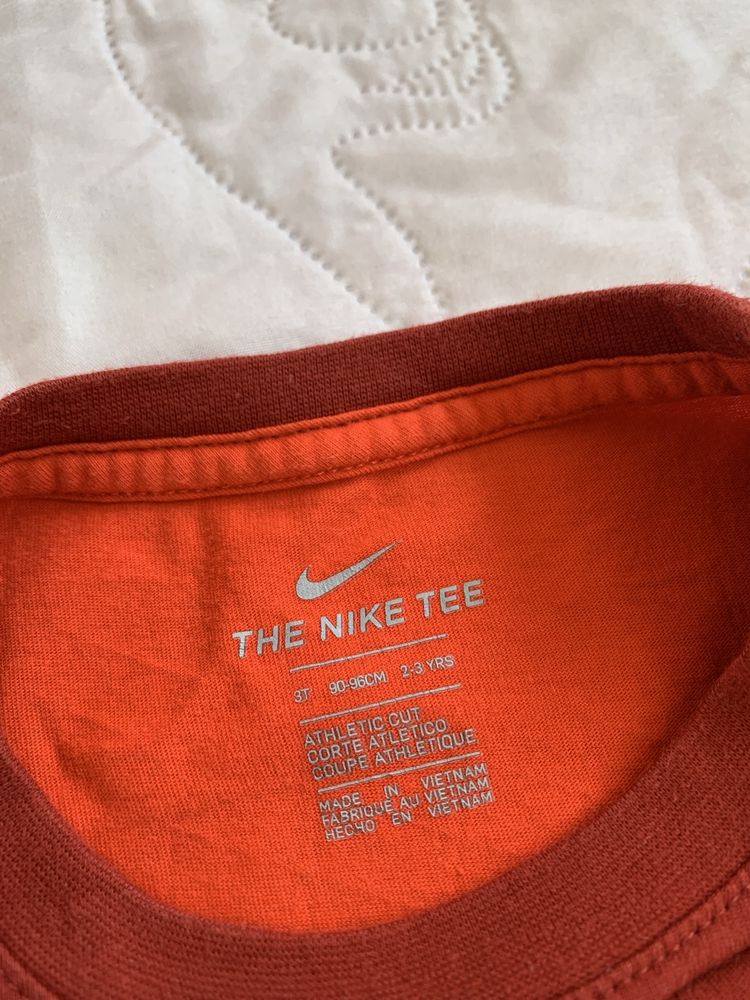 THE NIKE TEE
3T 90-96CM 2-3 YRS
ATHLETIC CUT
CORTE ATLETICO
COUPE ATHLETIQUE
MADE IN VIETNAM
FABRIQUE AU VIETNAM
HECHO EN VIETNAM